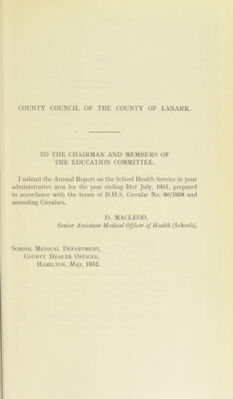 COUNTY COUNCIL OF THE COUNTY OF LANARK.
TO THE CHAIRMAN AND MEMBERS OF
THE EDUCATION COMMITTEE.
I submit the Annual Report on the School Health Service in your
administrative area for the year ending 31st July, 1951, prepared
in accordance with the terms of D.H.S. Circular No. 60/1938 and
amending Circulars.
D. MACLEOD,
Senior Assistant Medical Officer of Health (Schools).
SCHOOL MEDICAL DEPARTMENT,
COUNTY HEALTH OFFICES,
HAMILTON, May, 1952.